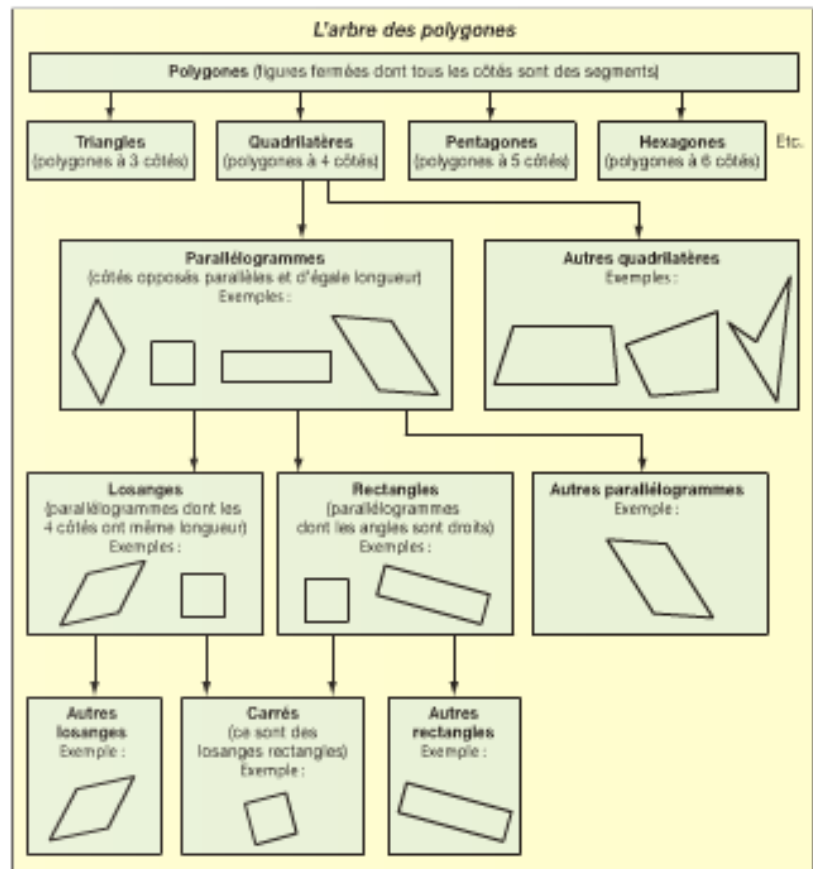 L'arbre des polygones
Polygones (figures fermées dont tous les côtés sont des segments)
Triangles
(polygones à 3 côtés)
Quadrilatères
(polygones à 4 côtés)
Pentagones
(polygones à 5 côtés)
Hexagones
(polygones à 6 côtés)
Etc.
Parallélogrammes
(côtés opposés parallèles et d'égale longueur)
Exemples :
Autres quadrilatères
Exemples :
Losanges
(parallélogrammes dont les
4 côtés ont même longueur)
Exemples :
Rectangles
(parallélogrammes
dont les angles sont droits)
Exemples :
Autres parallélogrammes
Exemple :
Autres
losanges
Exemple :
Carrés
(ce sont des
losanges rectangles)
Exemple :
Autres
rectangles
Exemple :